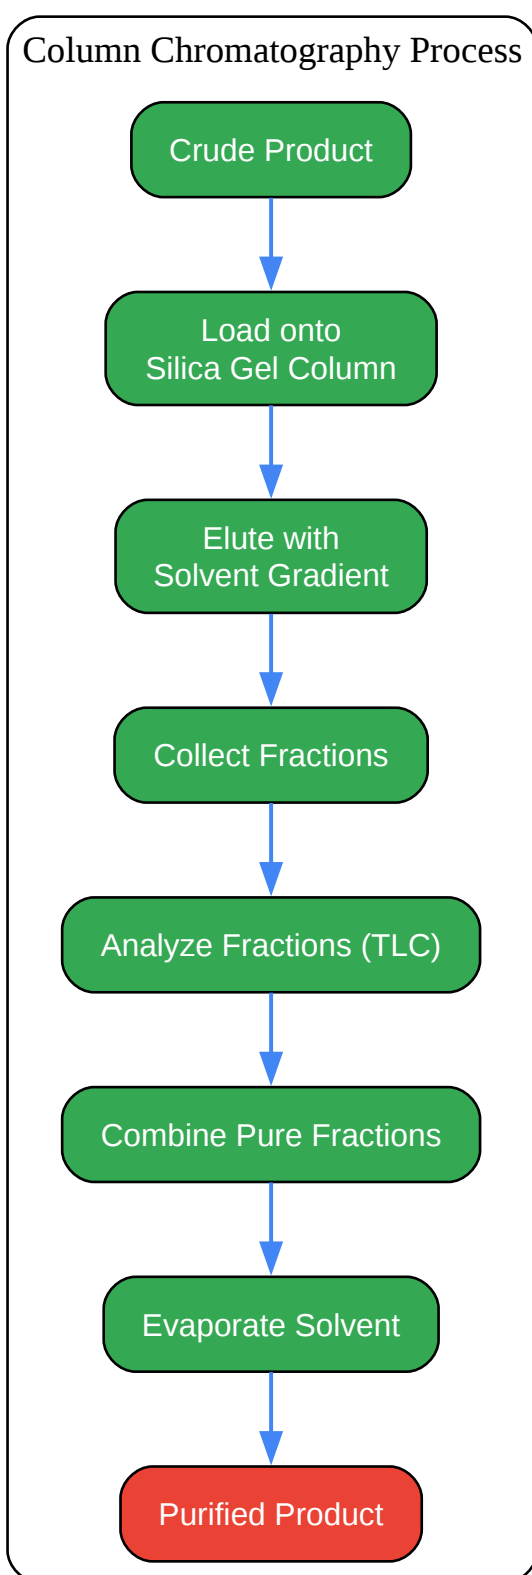 Column Chromatography Process
Crude Product
Load onto
Silica Gel Column
Elute with
Solvent Gradient
Collect Fractions
Analyze Fractions (TLC)
Combine Pure Fractions
Evaporate Solvent
Purified Product